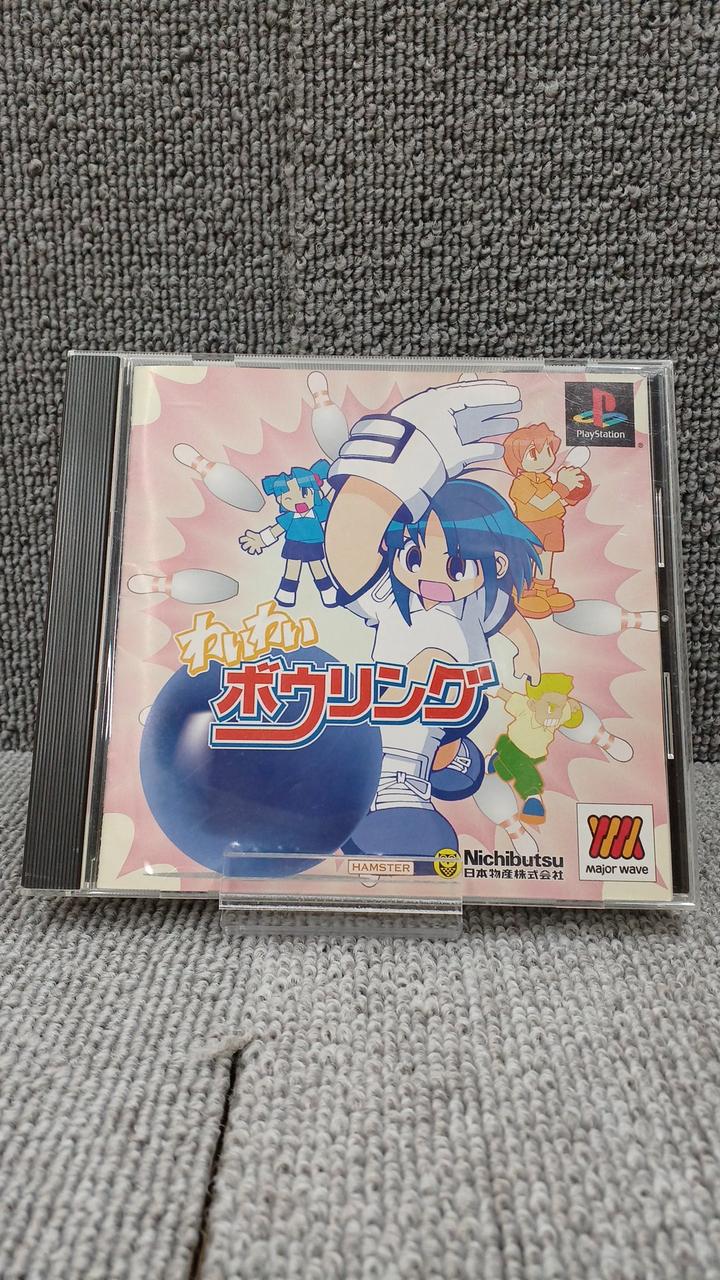 PlayStation
わいわい
ボウリング
HAMSTER
Nichibutsu
日本物産株式会社
major wave